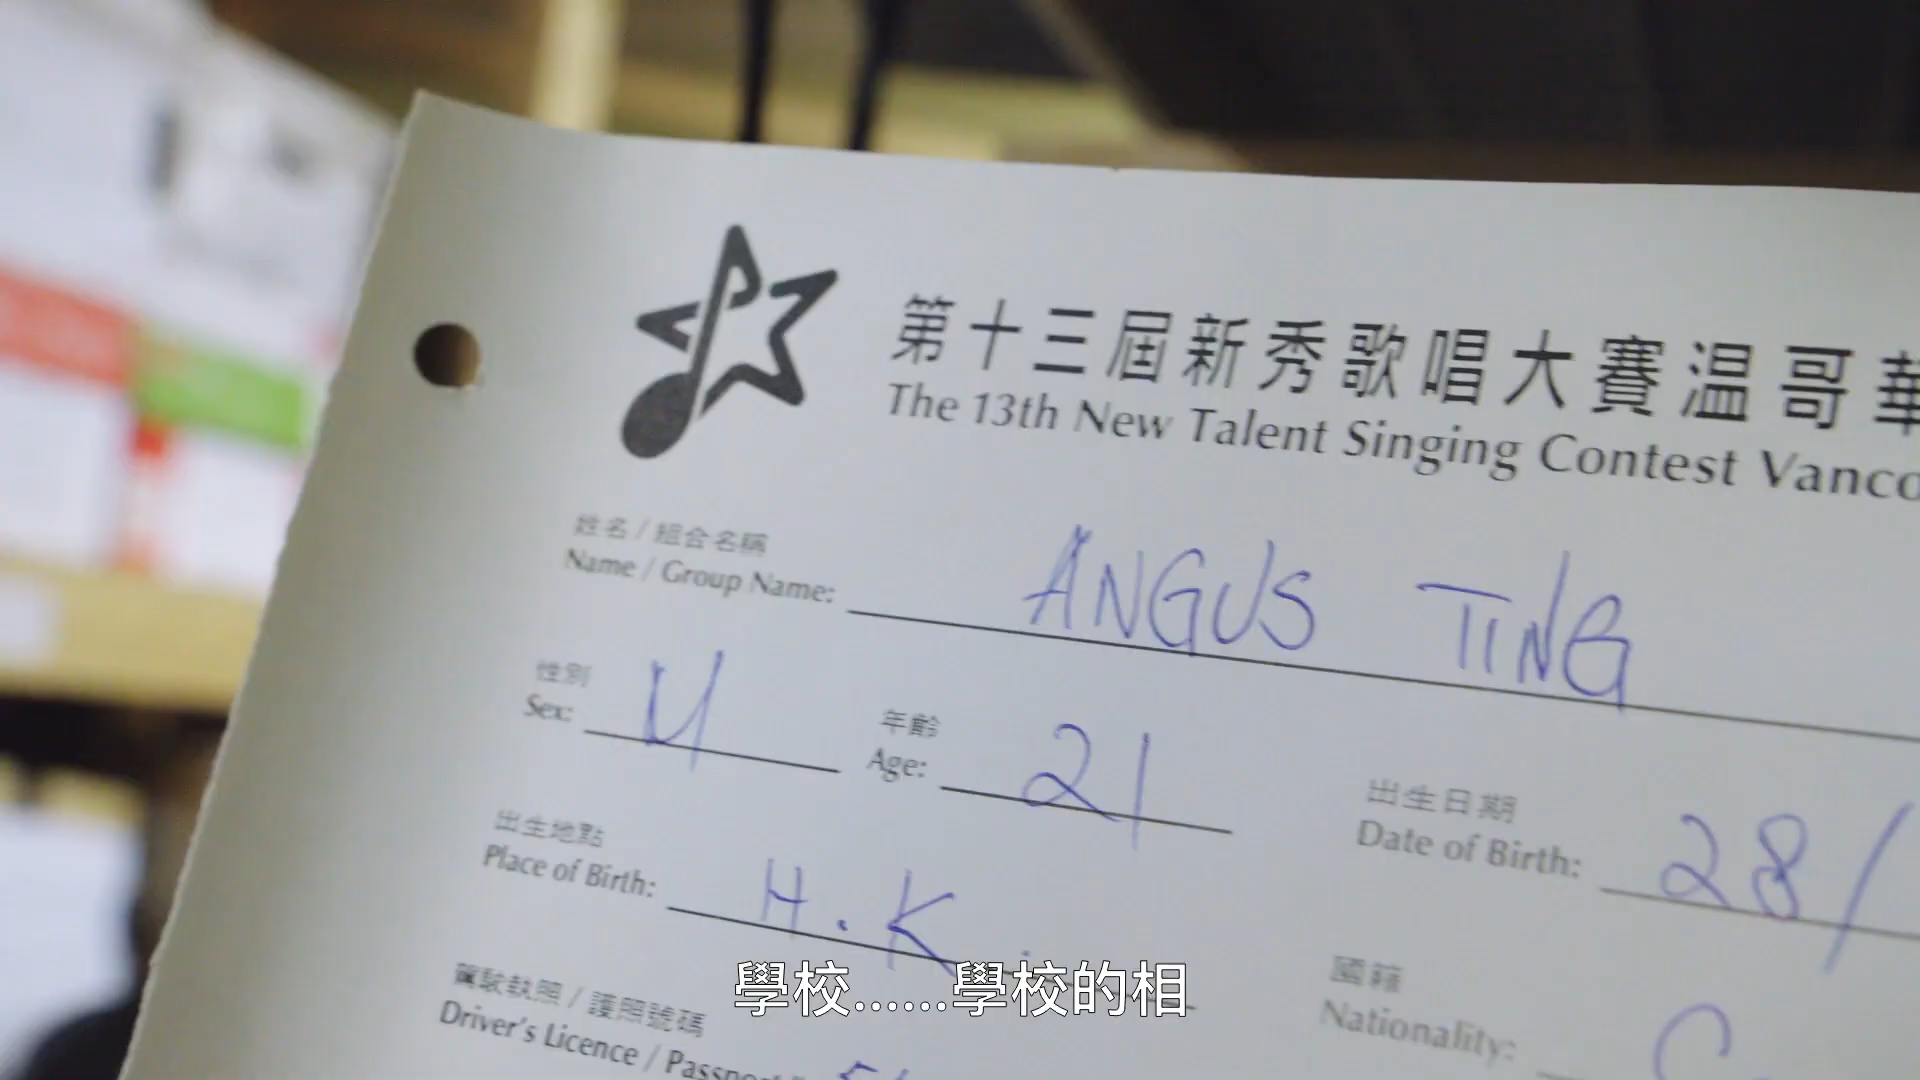 第十三屆新秀歌唱大賽温哥華
The 13th New Talent Singing Contest Vanco
姓名 / 組合名稱
Name / Group Name: ANGUS TING
性別
Sex: M
年齡
Age: 21
出生日期
Date of Birth: 28/
出生地點
Place of Birth: H.K.
國籍
Nationality: C
駕駛執照 / 護照號碼
Driver's Licence / Passpor
學校......學校的相